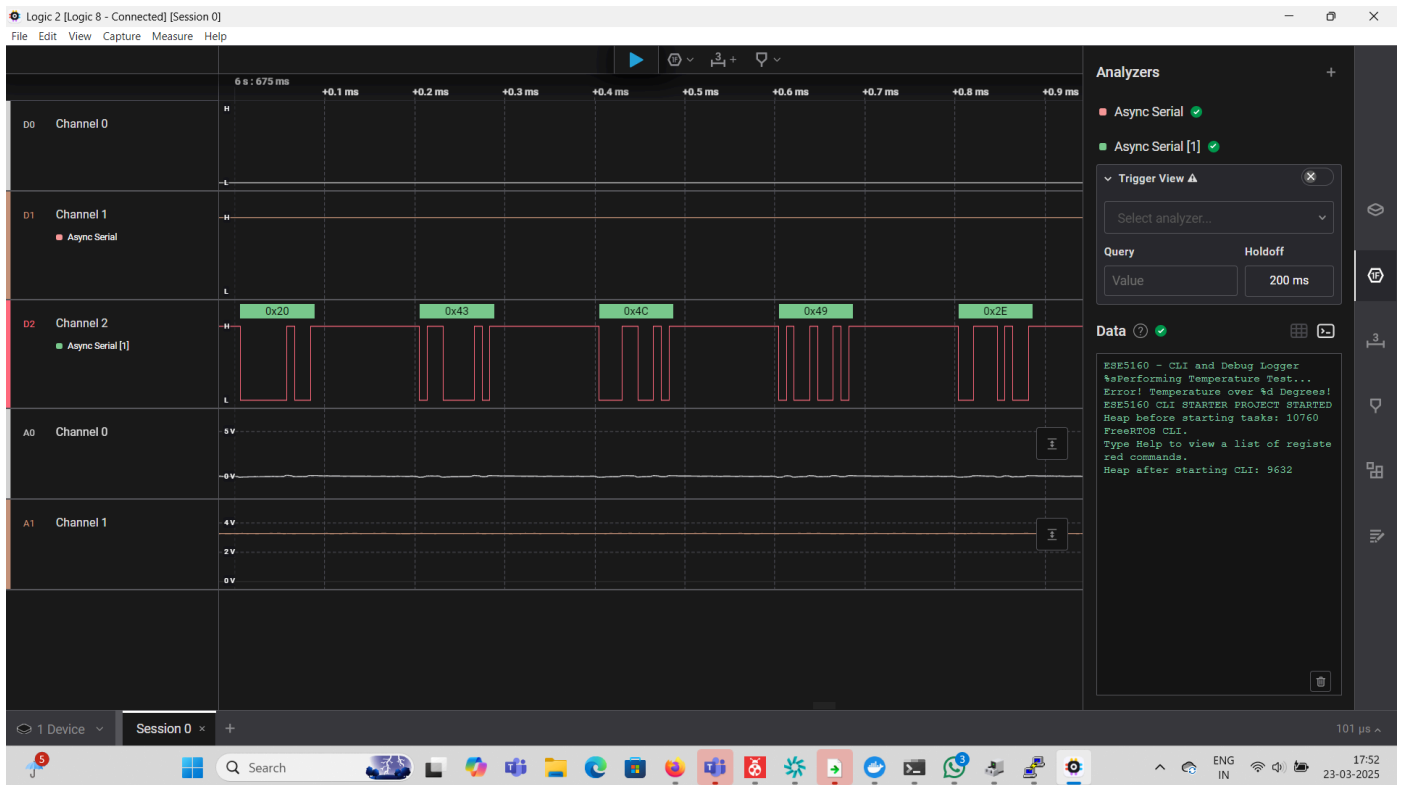 Logic 2 [Logic 8 - Connected] [Session 0]
File Edit View Capture Measure Help
6 s : 675 ms
+0.1 ms +0.2 ms +0.3 ms +0.4 ms +0.5 ms +0.6 ms +0.7 ms +0.8 ms +0.9 ms
D0 Channel 0
H
L
D1 Channel 1
Async Serial
H
L
D2 Channel 2
Async Serial [1]
H
L
0x20 0x43 0x4C 0x49 0x2E
A0 Channel 0
5 V
0 V
A1 Channel 1
4 V
2 V
0 V
Analyzers
Async Serial
Async Serial [1]
Trigger View
Select analyzer...
Query Holdoff
Value 200 ms
Data
ESE5160 - CLI and Debug Logger
%sPerforming Temperature Test...
Error! Temperature over %d Degrees!
ESE5160 CLI STARTER PROJECT STARTED
Heap before starting tasks: 10760
FreeRTOS CLI.
Type Help to view a list of registe
red commands.
Heap after starting CLI: 9632
1 Device
Session 0
101 µs
5
Search
3
ENG
IN
17:52
23-03-2025